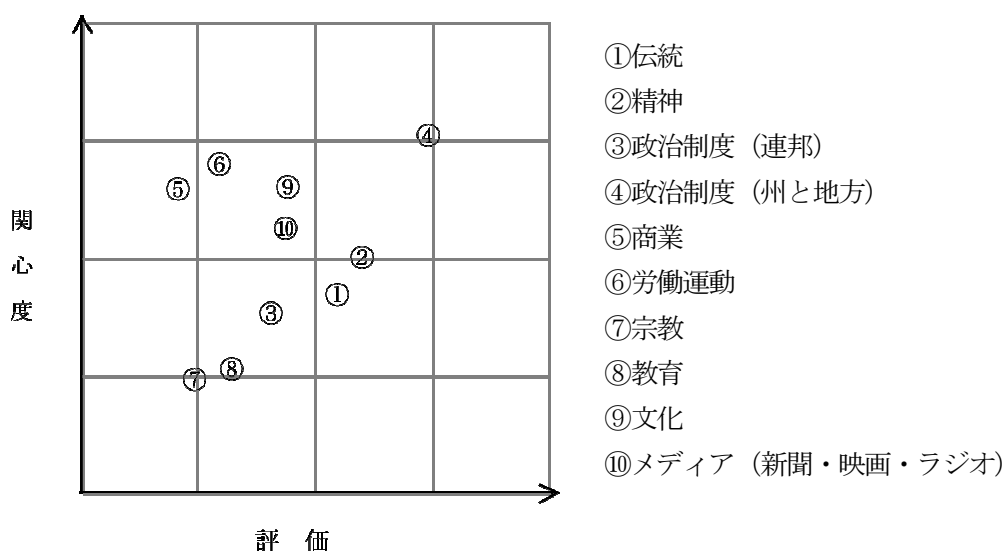 ④
⑥
⑤
⑨
⑩
②
①
③
⑧
⑦
関心度
評 価
①伝統
②精神
③政治制度（連邦）
④政治制度（州と地方）
⑤商業
⑥労働運動
⑦宗教
⑧教育
⑨文化
⑩メディア（新聞・映画・ラジオ）